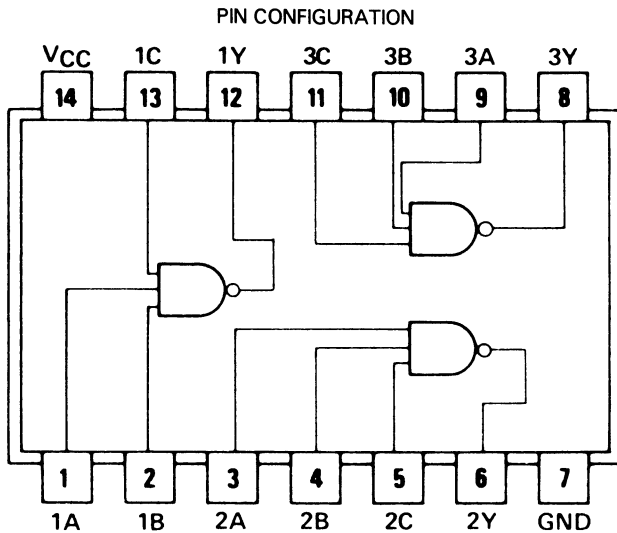 PIN CONFIGURATION
VCC 1C 1Y 3C 3B 3A 3Y
14 13 12 11 10 9 8
1 2 3 4 5 6 7
1A 1B 2A 2B 2C 2Y GND